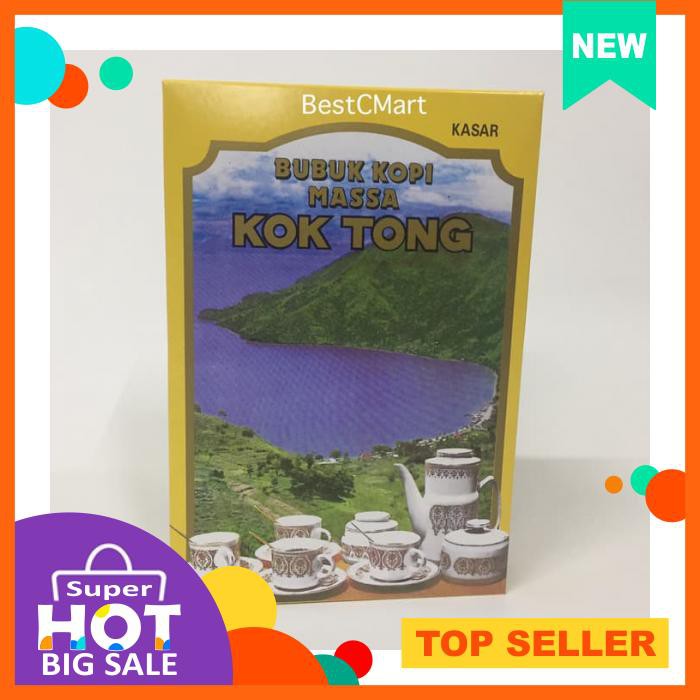 NEW
BestCMart
KASAR
BUBUK KOPI
MASSA
KOK TONG
Super
HOT
BIG SALE
TOP SELLER